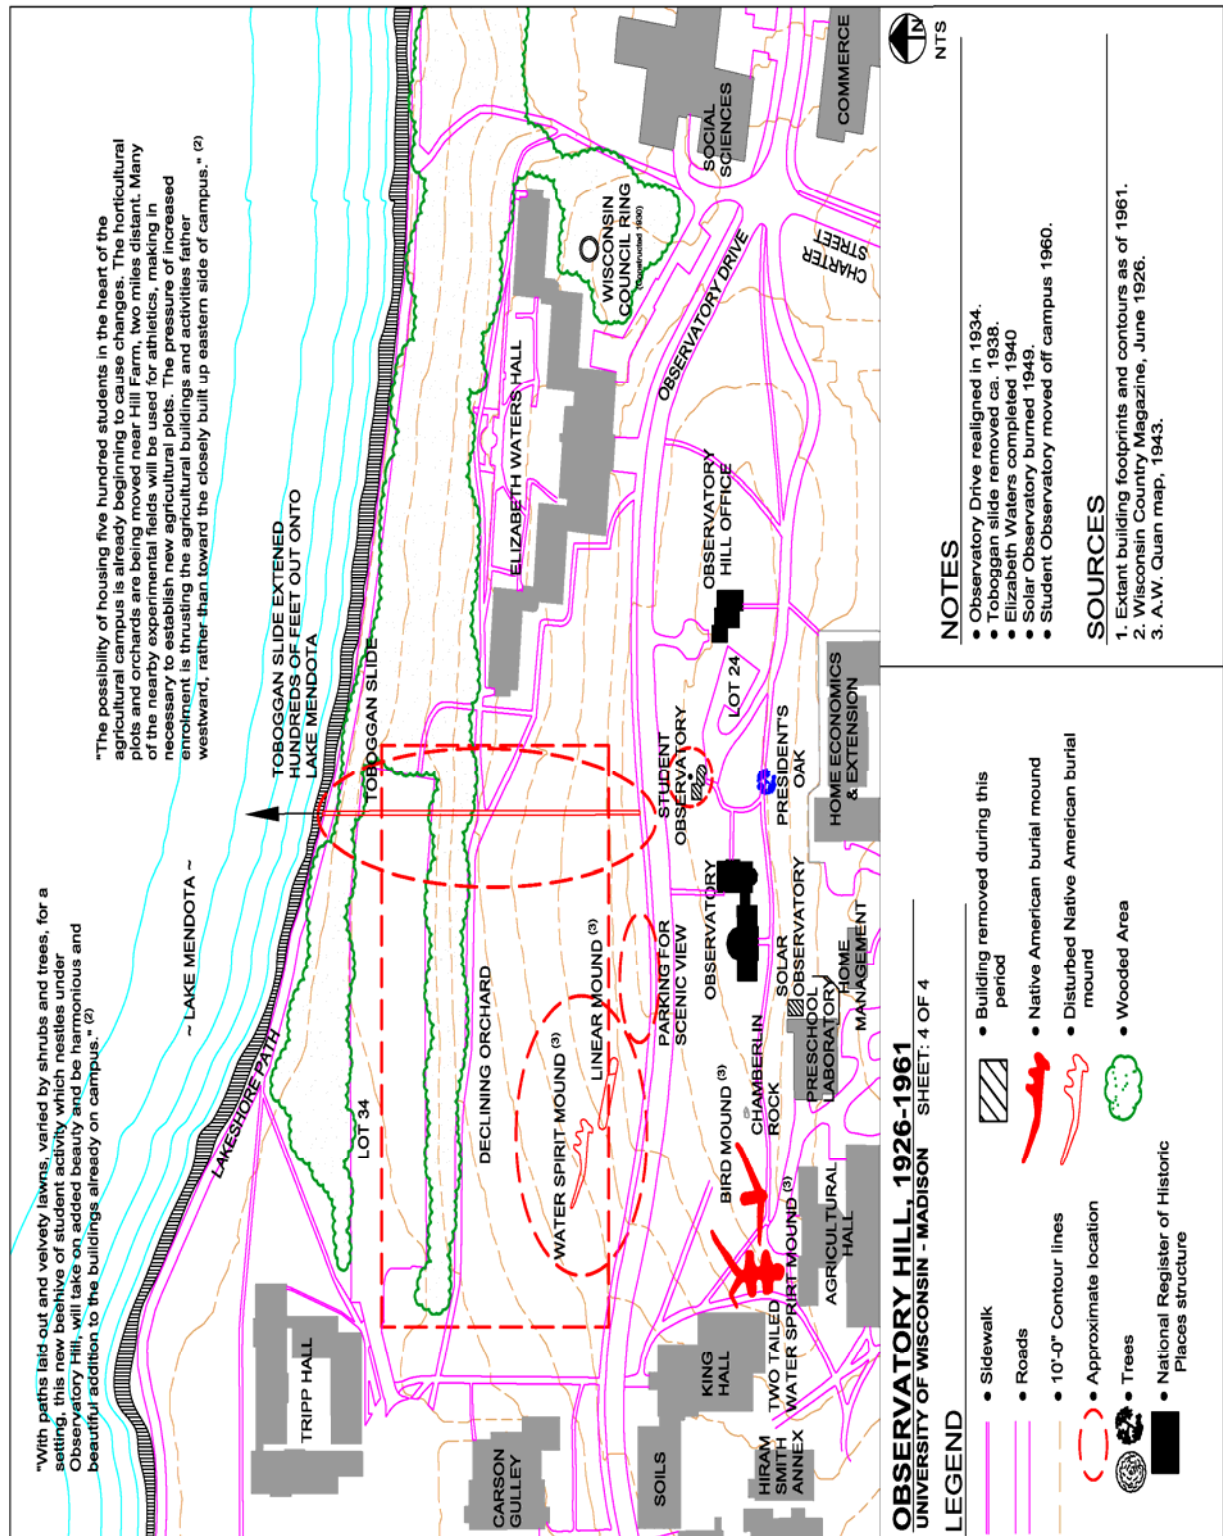 "With paths laid out and velvety lawns, varied by shrubs and trees, for a
setting, this new beehive of student activity which nestles under
Observatory Hill, will take on added beauty and be harmonious and
beautiful addition to the buildings already on campus." (2)
"The possibility of housing five hundred students in the heart of the
agricultural campus is already beginning to cause changes. The horticultural
plots and orchards are being moved near Hill Farm, two miles distant. Many
of the nearby experimental fields will be used for athletics, making in
necessary to establish new agricultural plots. The pressure of increased
enrolment is thrusting the agricultural buildings and activities father
westward, rather than toward the closely built up eastern side of campus." (2)
~ LAKE MENDOTA ~
TOBOGGAN SLIDE EXTENDED
HUNDREDS OF FEET OUT ONTO
LAKE MENDOTA
LAKESHORE PATH
TOBOGGAN SLIDE
TRIPP HALL
LOT 34
DECLINING ORCHARD
ELIZABETH WATERS HALL
WISCONSIN
COUNCIL RING
(Constructed 1930)
SOCIAL
SCIENCES
COMMERCE
CARSON
GULLEY
WATER SPIRIT MOUND (3)
LINEAR MOUND (3)
PARKING FOR
SCENIC VIEW
STUDENT
OBSERVATORY
OBSERVATORY DRIVE
CHARTER
STREET
SOILS
KING
HALL
BIRD MOUND (3)
CHAMBERLIN
ROCK
OBSERVATORY
OBSERVATORY
HILL OFFICE
LOT 24
PRESIDENT'S
OAK
SOLAR
OBSERVATORY
HIRAM
SMITH
ANNEX
TWO TAILED
WATER SPRIRT MOUND (3)
AGRICULTURAL
HALL
PRESCHOOL
LABORATORY
HOME
MANAGEMENT
HOME ECONOMICS
& EXTENSION
N
NTS
OBSERVATORY HILL, 1926-1961
UNIVERSITY OF WISCONSIN - MADISON SHEET: 4 OF 4
LEGEND
• Sidewalk
• Roads
• 10'-0" Contour lines
• Approximate location
• Trees
• National Register of Historic
Places structure
• Building removed during this
period
• Native American burial mound
• Disturbed Native American burial
mound
• Wooded Area
NOTES
• Observatory Drive realigned in 1934.
• Toboggan slide removed ca. 1938.
• Elizabeth Waters completed 1940
• Solar Observatory burned 1949.
• Student Observatory moved off campus 1960.
SOURCES
1. Extant building footprints and contours as of 1961.
2. Wisconsin Country Magazine, June 1926.
3. A.W. Quan map, 1943.